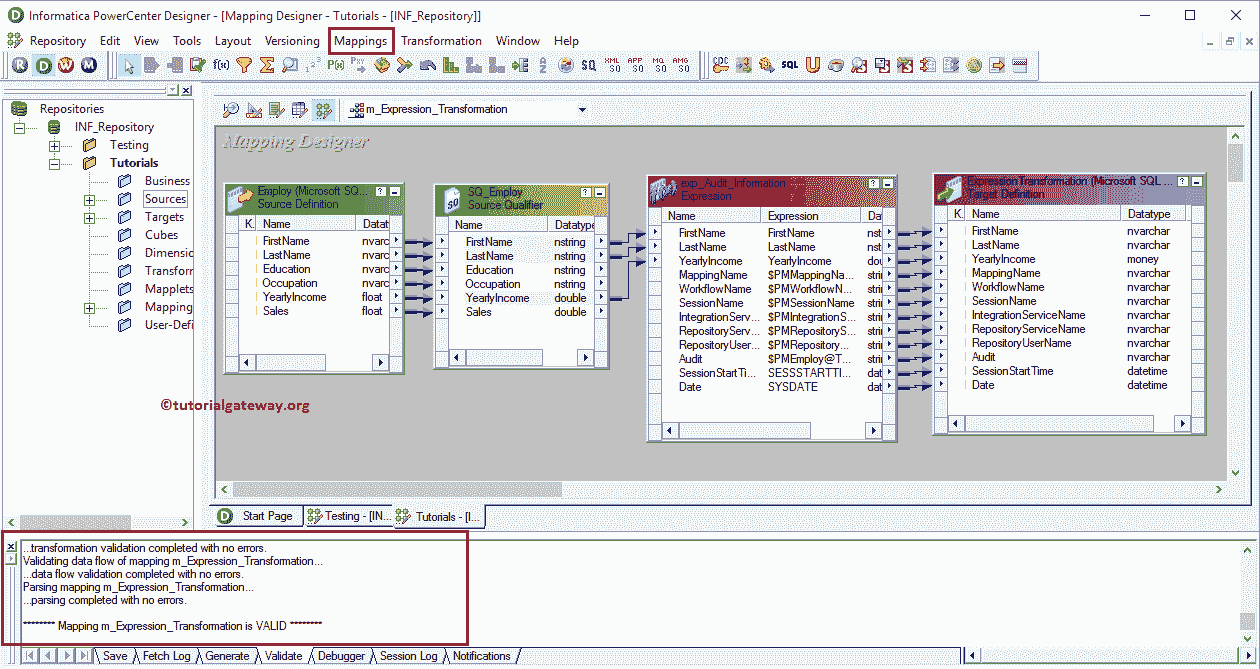 Informatica PowerCenter Designer - [Mapping Designer - Tutorials - [INF_Repository]]
Repository Edit View Tools Layout Versioning Mappings Transformation Window Help
m_Expression_Transformation
Repositories
INF_Repository
Testing
Tutorials
Business
Sources
Targets
Cubes
Dimensic
Transforr
Mapplets
Mapping
User-Defi
Mapping Designer
Employ (Microsoft SQ...
Source Definition
K. Name Datat
FirstName nvarc
LastName nvarc
Education nvarc
Occupation nvarc
YearlyIncome float
Sales float
SQ_Employ
Source Qualifier
Name Datatype
FirstName nstring
LastName nstring
Education nstring
Occupation nstring
YearlyIncome double
Sales double
exp_Audit_Information
Expression
Name Expression Da
FirstName FirstName nst
LastName LastName nst
YearlyIncome YearlyIncome dou
MappingName $PMMappingNa... strin
WorkflowName $PMWorkflowN... strin
SessionName $PMSessionName strin
IntegrationServ... $PMIntegrationS... strin
RepositoryServ... $PMRepositoryS... strin
RepositoryUser... $PMRepository... strin
Audit $PMEmploy@T... strin
SessionStartTi... SESSSTARTTI... dat
Date SYSDATE dat
ExpressionTransformation (Microsoft SQL ...
Target Definition
K. Name Datatype
FirstName nvarchar
LastName nvarchar
YearlyIncome money
MappingName nvarchar
WorkflowName nvarchar
SessionName nvarchar
IntegrationServiceName nvarchar
RepositoryServiceName nvarchar
RepositoryUserName nvarchar
Audit nvarchar
SessionStartTime datetime
Date datetime
©tutorialgateway.org
Start Page Testing - [IN... Tutorials - [I...
...transformation validation completed with no errors.
Validating data flow of mapping m_Expression_Transformation...
...data flow validation completed with no errors.
Parsing mapping m_Expression_Transformation...
...parsing completed with no errors.
******** Mapping m_Expression_Transformation is VALID ********
Save Fetch Log Generate Validate Debugger Session Log Notifications